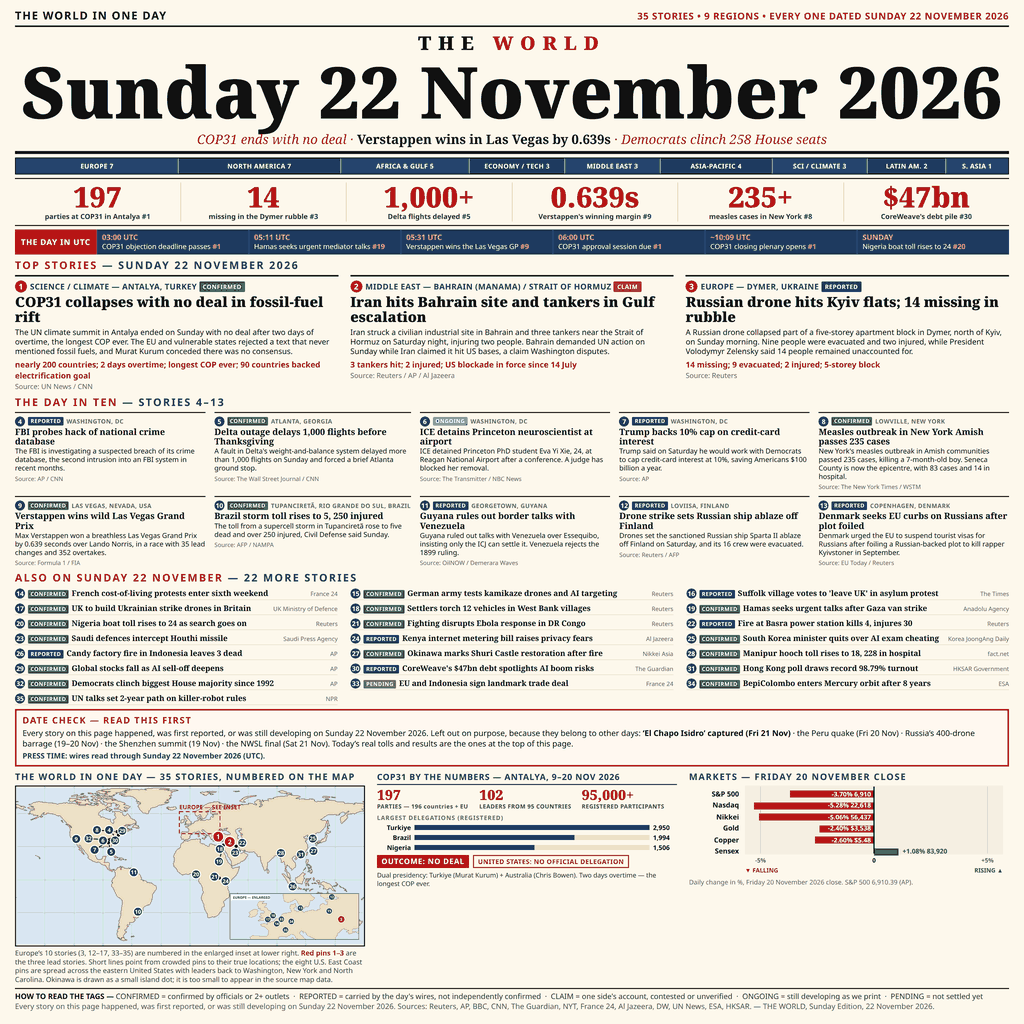 THE WORLD IN ONE DAY
35 STORIES • 9 REGIONS • EVERY ONE DATED SUNDAY 22 NOVEMBER 2026
THE WORLD
Sunday 22 November 2026
COP31 ends with no deal · Verstappen wins in Las Vegas by 0.639s · Democrats clinch 258 House seats
EUROPE 7
NORTH AMERICA 7
AFRICA & GULF 5
ECONOMY / TECH 3
MIDDLE EAST 3
ASIA-PACIFIC 4
SCI / CLIMATE 3
LATIN AM. 2
S. ASIA 1
197
parties at COP31 in Antalya #1
14
missing in the Dymer rubble #3
1,000+
Delta flights delayed #5
0.639s
Verstappen's winning margin #9
235+
measles cases in New York #8
$47bn
CoreWeave's debt pile #30
THE DAY IN UTC
03:00 UTC
COP31 objection deadline passes #1
05:11 UTC
Hanen seeks urgent mediator talks #19
05:31 UTC
Verstappen wins the Las Vegas GP #9
06:00 UTC
COP31 approval session due #1
~10:09 UTC
COP31 closing plenary opens #1
SUNDAY
Nigeria boat toll rises to 24 #20
TOP STORIES — SUNDAY 22 NOVEMBER 2026
1 SCIENCE / CLIMATE — ANTALYA, TURKEY CONFIRMED
COP31 collapses with no deal in fossil-fuel
rift
The UN climate summit in Antalya ended on Sunday with no deal after two days of
overtime, the longest COP ever. The EU and vulnerable states rejected a text that never
mentioned fossil fuels, and Murat Kurum conceded there was no consensus.
nearly 200 countries; 2 days overtime; longest COP ever; 90 countries backed
electrification goal
Source: UN News / CNN
2 MIDDLE EAST — BAHRAIN (MANAMA) / STRAIT OF HORMUZ CLAIM
Iran hits Bahrain site and tankers in Gulf
escalation
Iran struck a civilian industrial site in Bahrain and three tankers near the Strait of
Hormuz on Saturday night, injuring two people. Bahrain demanded UN action on
Sunday while Iran claimed it hit US bases, a claim Washington disputes.
3 tankers hit; 2 injured; US blockade in force since 14 July
Source: Reuters / AP / Al Jazeera
3 EUROPE — DYMER, UKRAINE REPORTED
Russian drone hits Kyiv flats; 14 missing in
rubble
A Russian drone collapsed part of a five-storey apartment block in Dymer, north of Kyiv,
on Sunday morning. Nine people were evacuated and two injured, while President
Volodymyr Zelensky said 14 people remained unaccounted for.
14 missing; 9 evacuated; 2 injured; 5-storey block
Source: Reuters
THE DAY IN TEN — STORIES 4–13
4 REPORTED WASHINGTON, DC
FBI probes hack of national crime
database
The FBI is investigating a suspected breach of its crime
database, the second intrusion into an FBI system in
recent months.
Source: AP / CNN
5 CONFIRMED ATLANTA, GEORGIA
Delta outage delays 1,000 flights before
Thanksgiving
A fault in Delta's weight-and-balance system delayed more
than 1,000 flights on Sunday and forced a brief Atlanta
ground stop.
Source: The Wall Street Journal / CNN
6 ONGOING WASHINGTON, DC
ICE detains Princeton neuroscientist at
airport
ICE detained Princeton PhD student Eva Yi Xie, 24, at
Reagan National Airport after a conference. A judge has
blocked her removal.
Source: The Transmitter / NBC News
7 REPORTED WASHINGTON, DC
Trump backs 10% cap on credit-card
interest
Trump said on Saturday he would work with Democrats
to cap credit-card interest at 10%, saving Americans $100
billion a year.
Source: AP
8 CONFIRMED LOWVILLE, NEW YORK
Measles outbreak in New York Amish
passes 235 cases
New York's measles outbreak in Amish communities
passed 235 cases, killing a 7-month-old boy. Seneca
County is now the epicentre, with 83 cases and 14 in
hospital.
Source: The New York Times / WSTM
9 CONFIRMED LAS VEGAS, NEVADA, USA
Verstappen wins wild Las Vegas Grand
Prix
Max Verstappen won a breathless Las Vegas Grand Prix
by 0.639 seconds over Lando Norris, in a race with 35 lead
changes and 352 overtakes.
Source: Formula 1 / FIA
10 CONFIRMED TUPANCIRETÃ, RIO GRANDE DO SUL, BRAZIL
Brazil storm toll rises to 5, 250 injured
The toll from a supercell storm in Tupanciretã rose to five
dead and over 250 injured, Civil Defense said Sunday.
Source: AFP / NAMPA
11 REPORTED GEORGETOWN, GUYANA
Guyana rules out border talks with
Venezuela
Guyana ruled out talks with Venezuela over Essequibo,
insisting only the ICJ can settle it. Venezuela rejects the
1899 ruling.
Source: OilNOW / Demerara Waves
12 REPORTED LOVIISA, FINLAND
Drone strike sets Russian ship ablaze off
Finland
Drones set the sanctioned Russian ship Sparta II ablaze
off Finland on Saturday, and its 16 crew were evacuated.
Source: Reuters / AFP
13 REPORTED COPENHAGEN, DENMARK
Denmark seeks EU curbs on Russians after
plot foiled
Denmark urged the EU to suspend tourist visas for
Russians after foiling a Russian-backed plot to kill rapper
Kyivstoner in September.
Source: EU Today / Reuters
ALSO ON SUNDAY 22 NOVEMBER — 22 MORE STORIES
14 CONFIRMED French cost-of-living protests enter sixth weekend France 24
15 CONFIRMED German army tests kamikaze drones and AI targeting Reuters
16 REPORTED Suffolk village votes to 'leave UK' in asylum protest The Times
17 CONFIRMED UK to build Ukrainian strike drones in Britain UK Ministry of Defence
18 CONFIRMED Settlers torch 12 vehicles in West Bank villages Reuters
19 CONFIRMED Hamas seeks urgent talks after Gaza van strike Anadolu Agency
20 CONFIRMED Nigeria boat toll rises to 24 as search goes on Reuters
21 CONFIRMED Fighting disrupts Ebola response in DR Congo Reuters
22 REPORTED Fire at Basra power station kills 4, injures 30 Reuters
23 CONFIRMED Saudi defences intercept Houthi missile Saudi Press Agency
24 REPORTED Kenya internet metering bill raises privacy fears Al Jazeera
25 CONFIRMED South Korea minister quits over AI exam cheating Korea JoongAng Daily
26 REPORTED Candy factory fire in Indonesia leaves 3 dead AP
27 CONFIRMED Okinawa marks Shuri Castle restoration after fire Nikkei Asia
28 CONFIRMED Manipur hooch toll rises to 18, 228 in hospital fact.net
29 CONFIRMED Global stocks fall as AI sell-off deepens AP
30 REPORTED CoreWeave's $47bn debt spotlights AI boom risks The Guardian
31 CONFIRMED Hong Kong poll draws record 98.79% turnout HKSAR Government
32 CONFIRMED Democrats clinch biggest House majority since 1992 AP
33 PENDING EU and Indonesia sign landmark trade deal France 24
34 CONFIRMED BepiColombo enters Mercury orbit after 8 years ESA
35 CONFIRMED UN talks set 2-year path on killer-robot rules NPR
DATE CHECK — READ THIS FIRST
Every story on this page happened, was first reported, or was still developing on Sunday 22 November 2026. Left out on purpose, because they belong to other days: 'El Chapo Isidro' captured (Fri 21 Nov) · the Peru quake (Fri 20 Nov) · Russia's 400-drone
barrage (19–20 Nov) · the Shenzhen summit (19 Nov) · the NWSL final (Sat 21 Nov). Today's real tolls and results are the ones at the top of this page.
PRESS TIME: wires read through Sunday 22 November 2026 (UTC).
THE WORLD IN ONE DAY — 35 STORIES, NUMBERED ON THE MAP
EUROPE — SEE INSET
EUROPE — ENLARGED
Europe's 10 stories (3, 12–17, 33–35) are numbered in the enlarged inset at lower right. Red pins 1–3 are
the three lead stories. Short lines point from crowded pins to their true locations; the eight U.S. East Coast
pins are spread across the eastern United States with leaders back to Washington, New York and North
Carolina. Okinawa is drawn as a small island dot; it is too small to appear in the source map data.
COP31 BY THE NUMBERS — ANTALYA, 9–20 NOV 2026
197
PARTIES — 196 countries + EU
102
LEADERS FROM 95 COUNTRIES
95,000+
REGISTERED PARTICIPANTS
LARGEST DELEGATIONS (REGISTERED)
Turkiye 2,950
Brazil 1,994
Nigeria 1,506
OUTCOME: NO DEAL
UNITED STATES: NO OFFICIAL DELEGATION
Dual presidency: Turkiye (Murat Kurum) + Australia (Chris Bowen). Two days overtime — the
longest COP ever.
MARKETS — FRIDAY 20 NOVEMBER CLOSE
S&P 500 -3.70% 6,910
Nasdaq -5.28% 22,618
Nikkei -5.06% 56,437
Gold -2.40% $3,538
Copper -2.60% $5.48
Sensex +1.08% 83,920
-5% 0 +5%
▼ FALLING RISING ▲
Daily change in %, Friday 20 November 2026 close. S&P 500 6,910.39 (AP).
HOW TO READ THE TAGS — CONFIRMED = confirmed by officials or 2+ outlets · REPORTED = carried by the day's wires, not independently confirmed · CLAIM = one side's account, contested or unverified · ONGOING = still developing as we print · PENDING = not settled yet
Every story on this page happened, was first reported, or was still developing on Sunday 22 November 2026. Sources: Reuters, AP, BBC, CNN, The Guardian, NYT, France 24, Al Jazeera, DW, UN News, ESA, HKSAR. — THE WORLD, Sunday Edition, 22 November 2026.